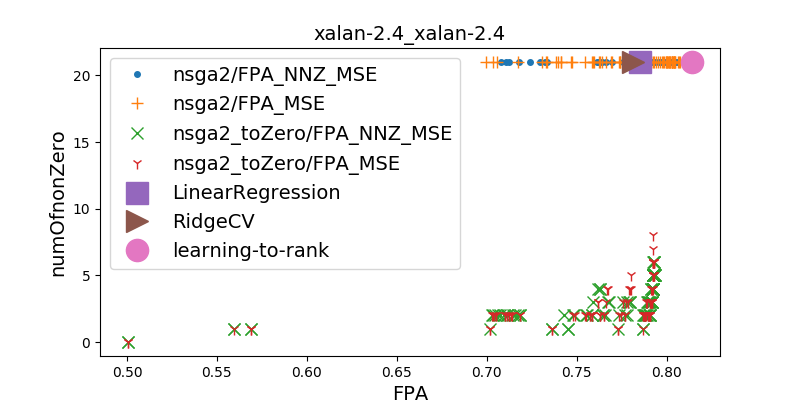 xalan-2.4_xalan-2.4
20
15
10
5
0
numOfnonZero
nsga2/FPA_NNZ_MSE
nsga2/FPA_MSE
nsga2_toZero/FPA_NNZ_MSE
nsga2_toZero/FPA_MSE
LinearRegression
RidgeCV
learning-to-rank
0.50 0.55 0.60 0.65 0.70 0.75 0.80
FPA